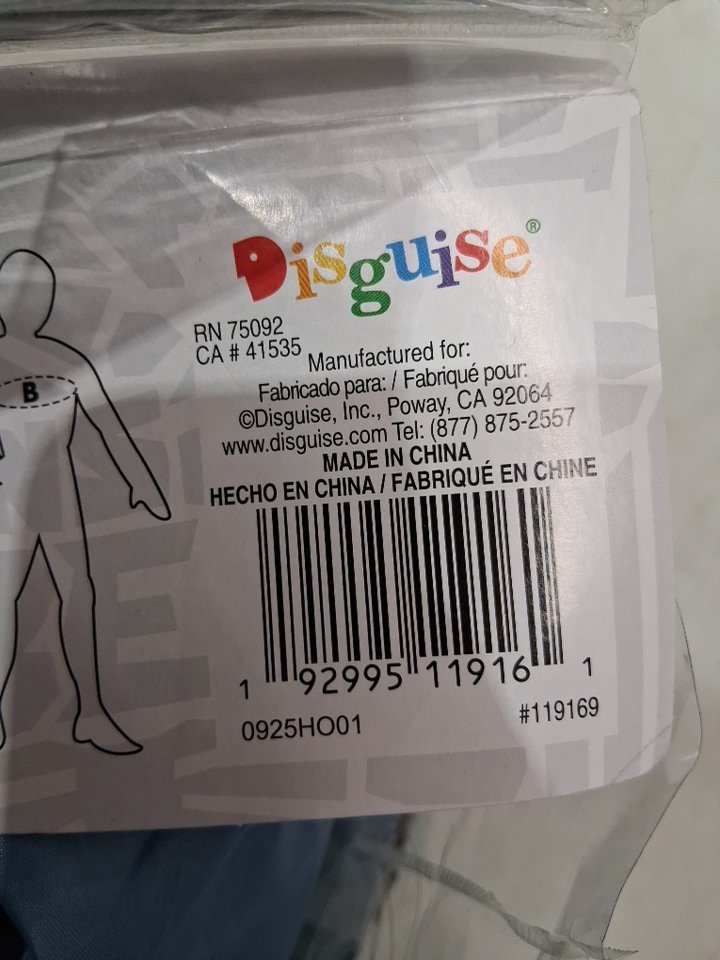 Disguise®
RN 75092
CA # 41535
Manufactured for:
Fabricado para: / Fabriqué pour:
©Disguise, Inc., Poway, CA 92064
www.disguise.com Tel: (877) 875-2557
MADE IN CHINA
HECHO EN CHINA / FABRIQUÉ EN CHINE
B
1 92995 11916 1
0925HO01 #119169